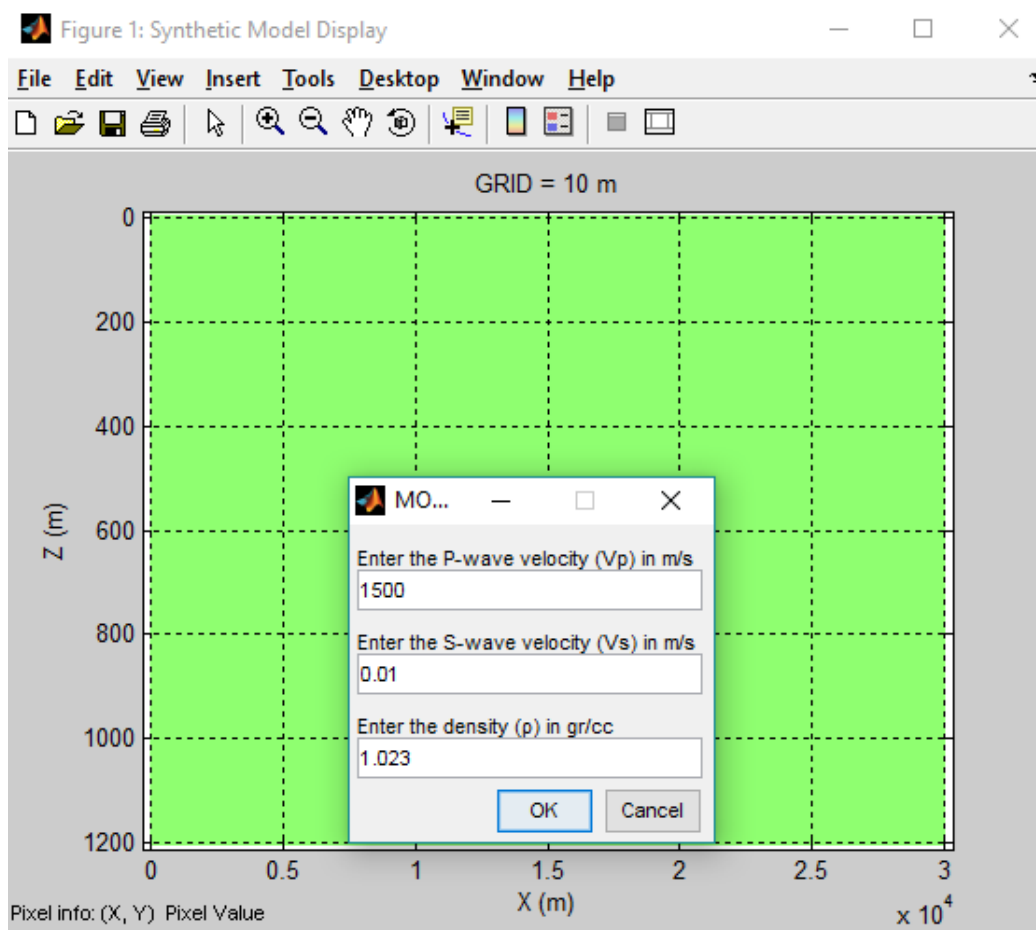 Figure 1: Synthetic Model Display
File Edit View Insert Tools Desktop Window Help
GRID = 10 m
0
200
400
600
800
1000
1200
Z (m)
MO...
Enter the P-wave velocity (Vp) in m/s
1500
Enter the S-wave velocity (Vs) in m/s
0.01
Enter the density (ρ) in gr/cc
1.023
OK Cancel
0 0.5 1 1.5 2 2.5 3
X (m)
x 10^4
Pixel info: (X, Y) Pixel Value